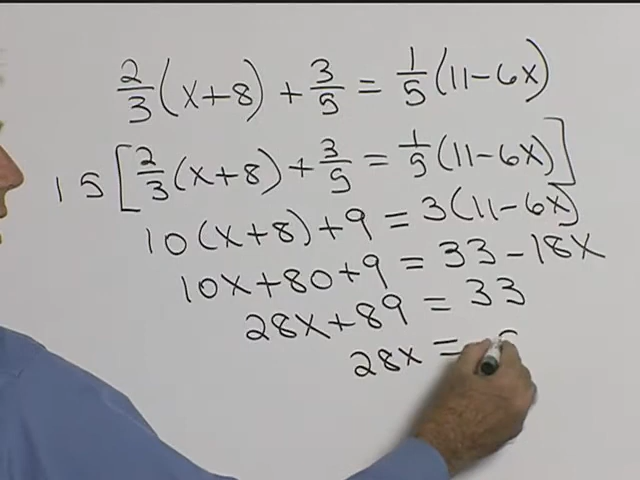 2/3(x+8) + 3/5 = 1/5(11-6x)
15[2/3(x+8) + 3/5 = 1/5(11-6x)]
10(x+8) + 9 = 3(11-6x)
10x+80+9 = 33-18x
28x+89 = 33
28x =